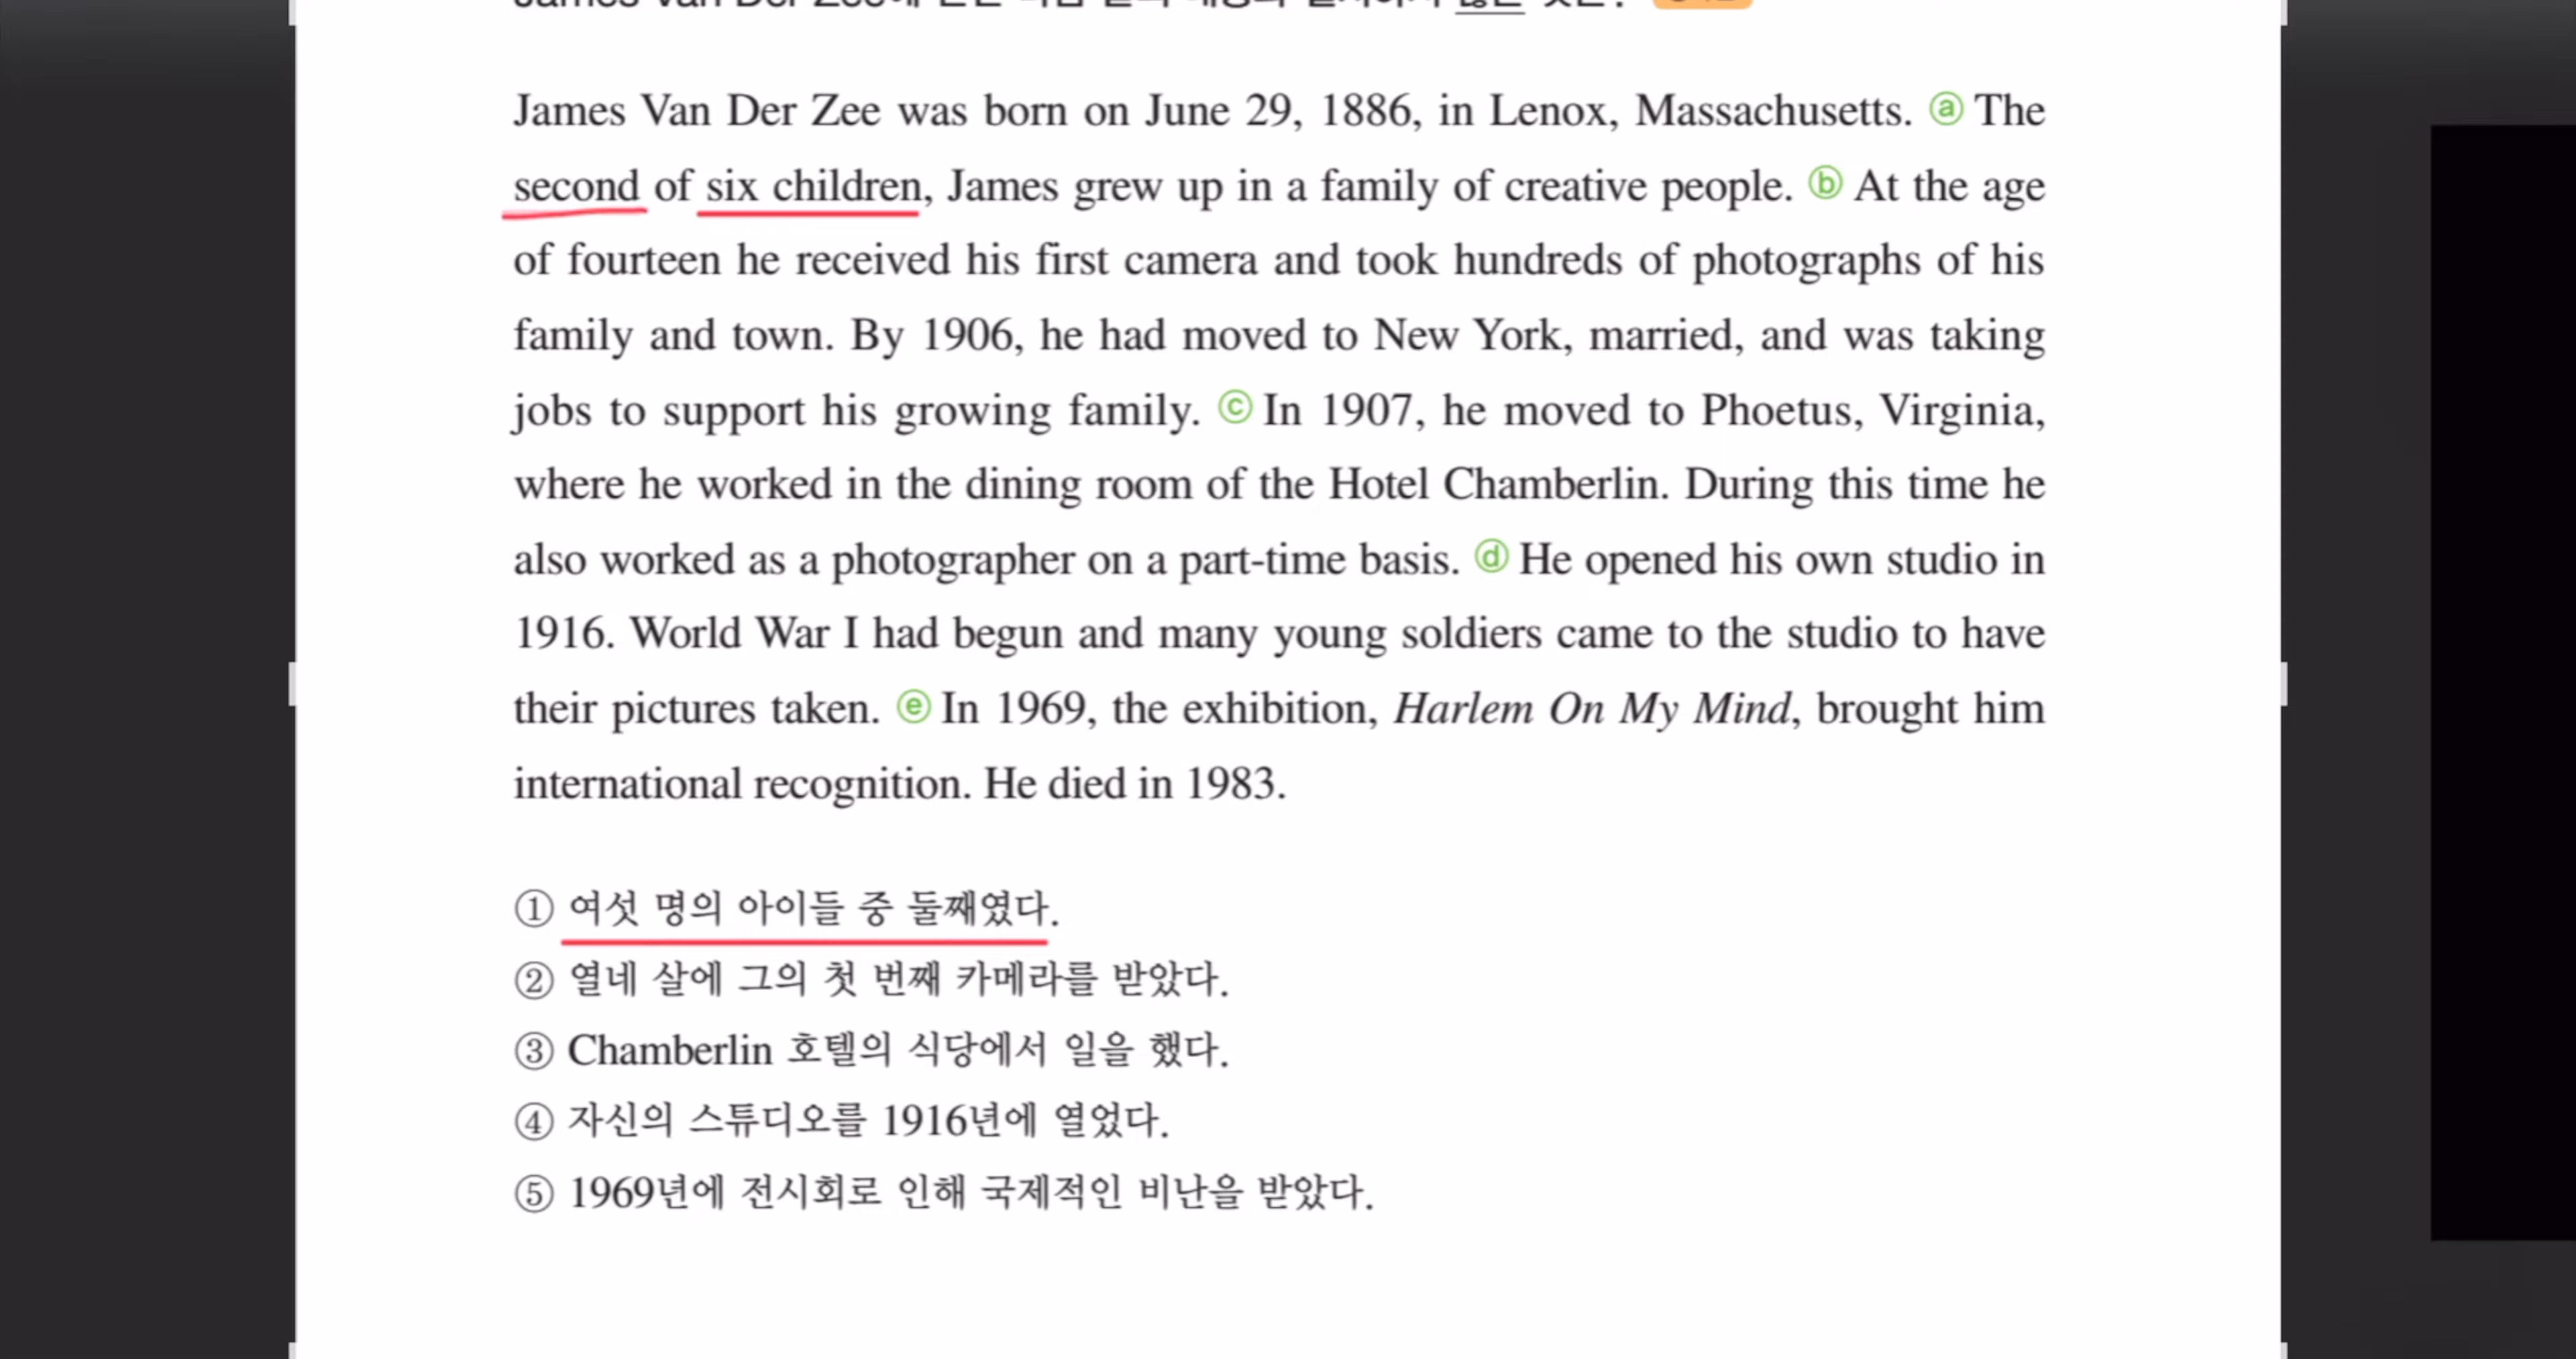 James Van Der Zee was born on June 29, 1886, in Lenox, Massachusetts. ⓐ The
second of six children, James grew up in a family of creative people. ⓑ At the age
of fourteen he received his first camera and took hundreds of photographs of his
family and town. By 1906, he had moved to New York, married, and was taking
jobs to support his growing family. ⓒ In 1907, he moved to Phoetus, Virginia,
where he worked in the dining room of the Hotel Chamberlin. During this time he
also worked as a photographer on a part-time basis. ⓓ He opened his own studio in
1916. World War I had begun and many young soldiers came to the studio to have
their pictures taken. ⓔ In 1969, the exhibition, Harlem On My Mind, brought him
international recognition. He died in 1983.
① 여섯 명의 아이들 중 둘째였다.
② 열네 살에 그의 첫 번째 카메라를 받았다.
③ Chamberlin 호텔의 식당에서 일을 했다.
④ 자신의 스튜디오를 1916년에 열었다.
⑤ 1969년에 전시회로 인해 국제적인 비난을 받았다.